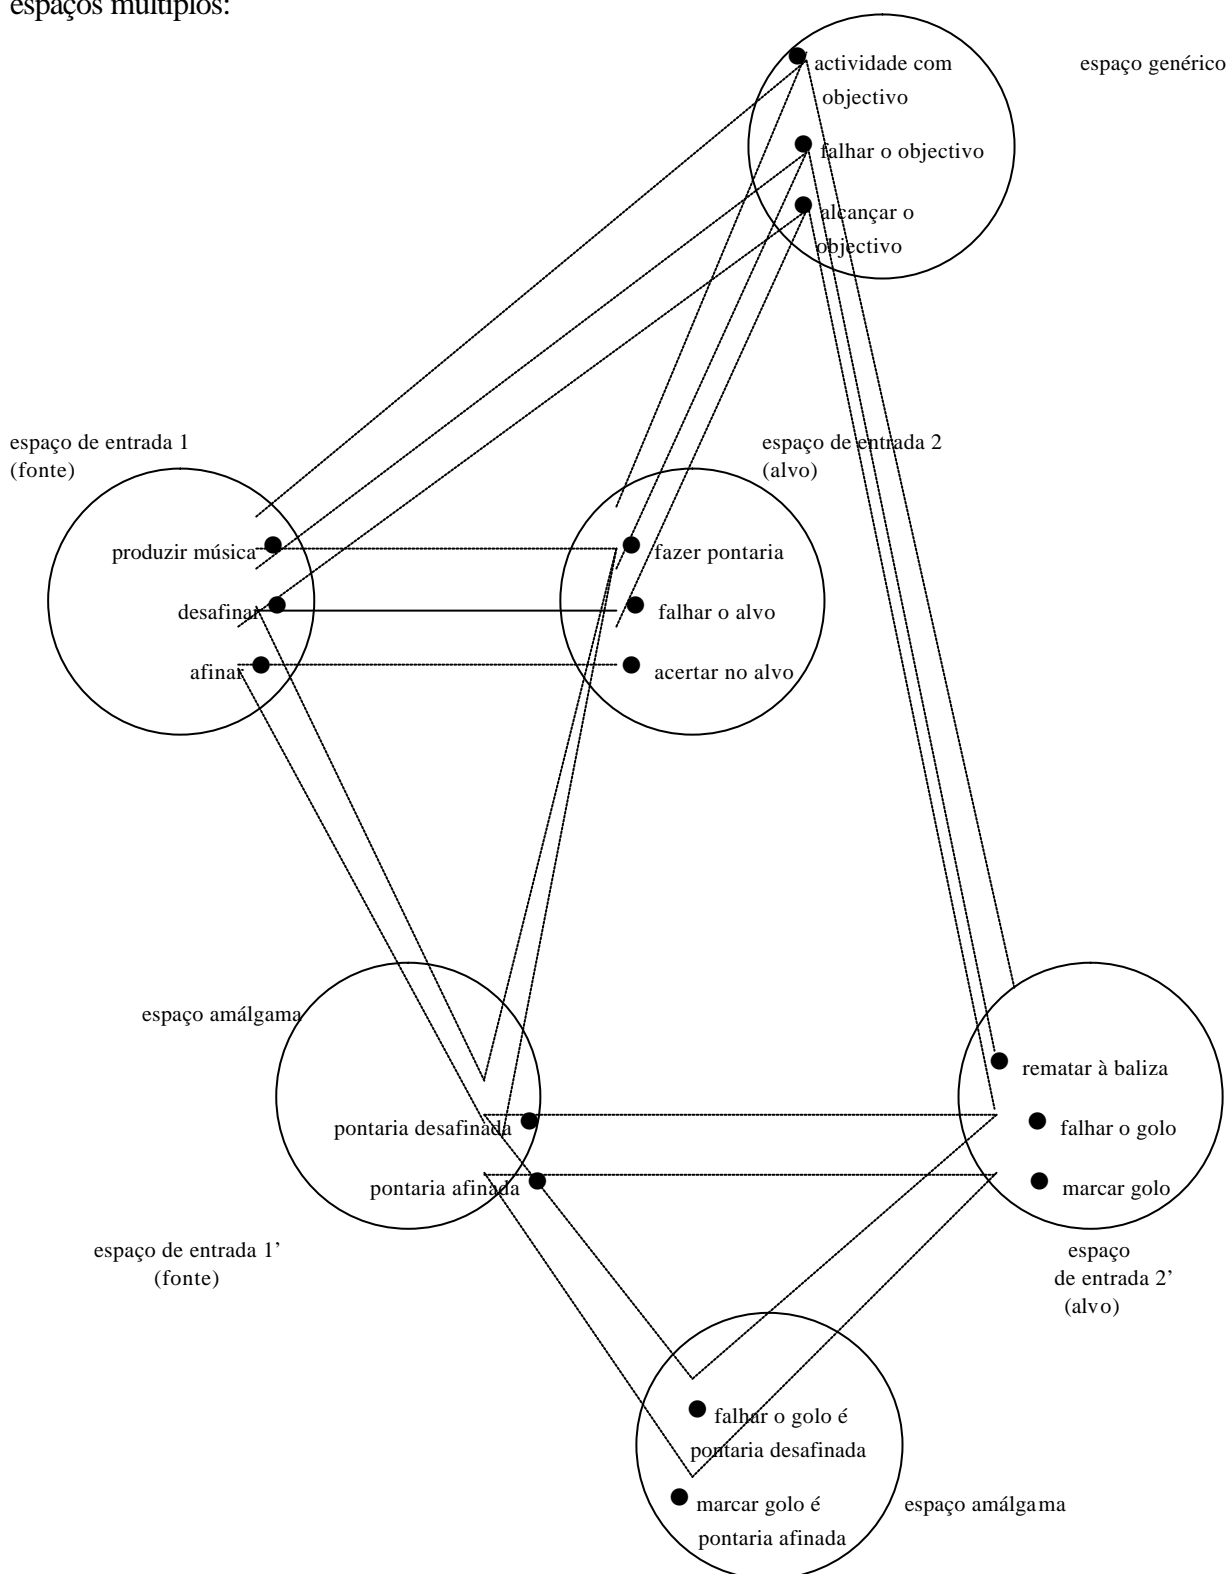 espaços múltiplos:
actividade com
objectivo
espaço genérico
falhar o objectivo
alcançar o
objectivo
espaço de entrada 1
(fonte)
espaço de entrada 2
(alvo)
produzir música
fazer pontaria
desafinar
falhar o alvo
afinar
acertar no alvo
espaço amálgama
rematar à baliza
pontaria desafinada
falhar o golo
pontaria afinada
marcar golo
espaço de entrada 1’
(fonte)
espaço
de entrada 2’
(alvo)
falhar o golo é
pontaria desafinada
marcar golo é
pontaria afinada
espaço amálgama